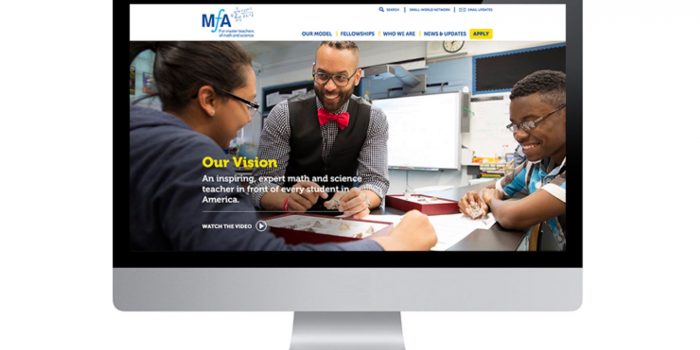 SEARCH
SMALL WORLD NETWORK
EMAIL UPDATES
MfA
For master teachers
of math and science
OUR MODEL
FELLOWSHIPS
WHO WE ARE
NEWS & UPDATES
APPLY
Our Vision
An inspiring, expert math and science
teacher in front of every student in
America.
WATCH THE VIDEO